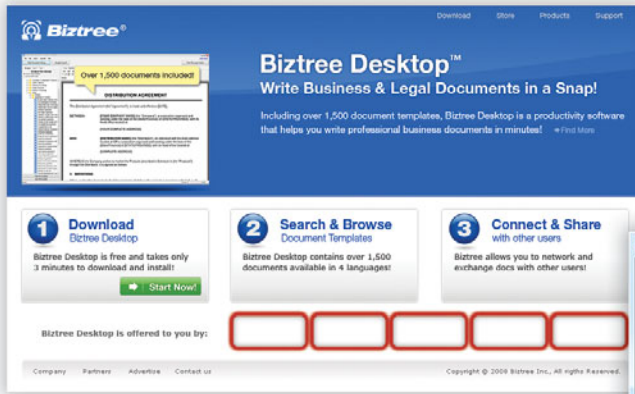 Download Store Products Support
Biztree®
Over 1,500 documents included!
DISTRIBUTION AGREEMENT
Biztree Desktop™
Write Business & Legal Documents in a Snap!
Including over 1,500 document templates, Biztree Desktop is a productivity software
that helps you write professional business documents in minutes! Find More
1 Download
Biztree Desktop
Biztree Desktop is free and takes only
3 minutes to download and install!
Start Now!
2 Search & Browse
Document Templates
Biztree Desktop contains over 1,500
documents available in 4 languages!
3 Connect & Share
with other users
Biztree allows you to network and
exchange docs with other users!
Biztree Desktop is offered to you by:
Company Partners Advertise Contact us
Copyright © 2008 Biztree Inc., All rigths Reserved.